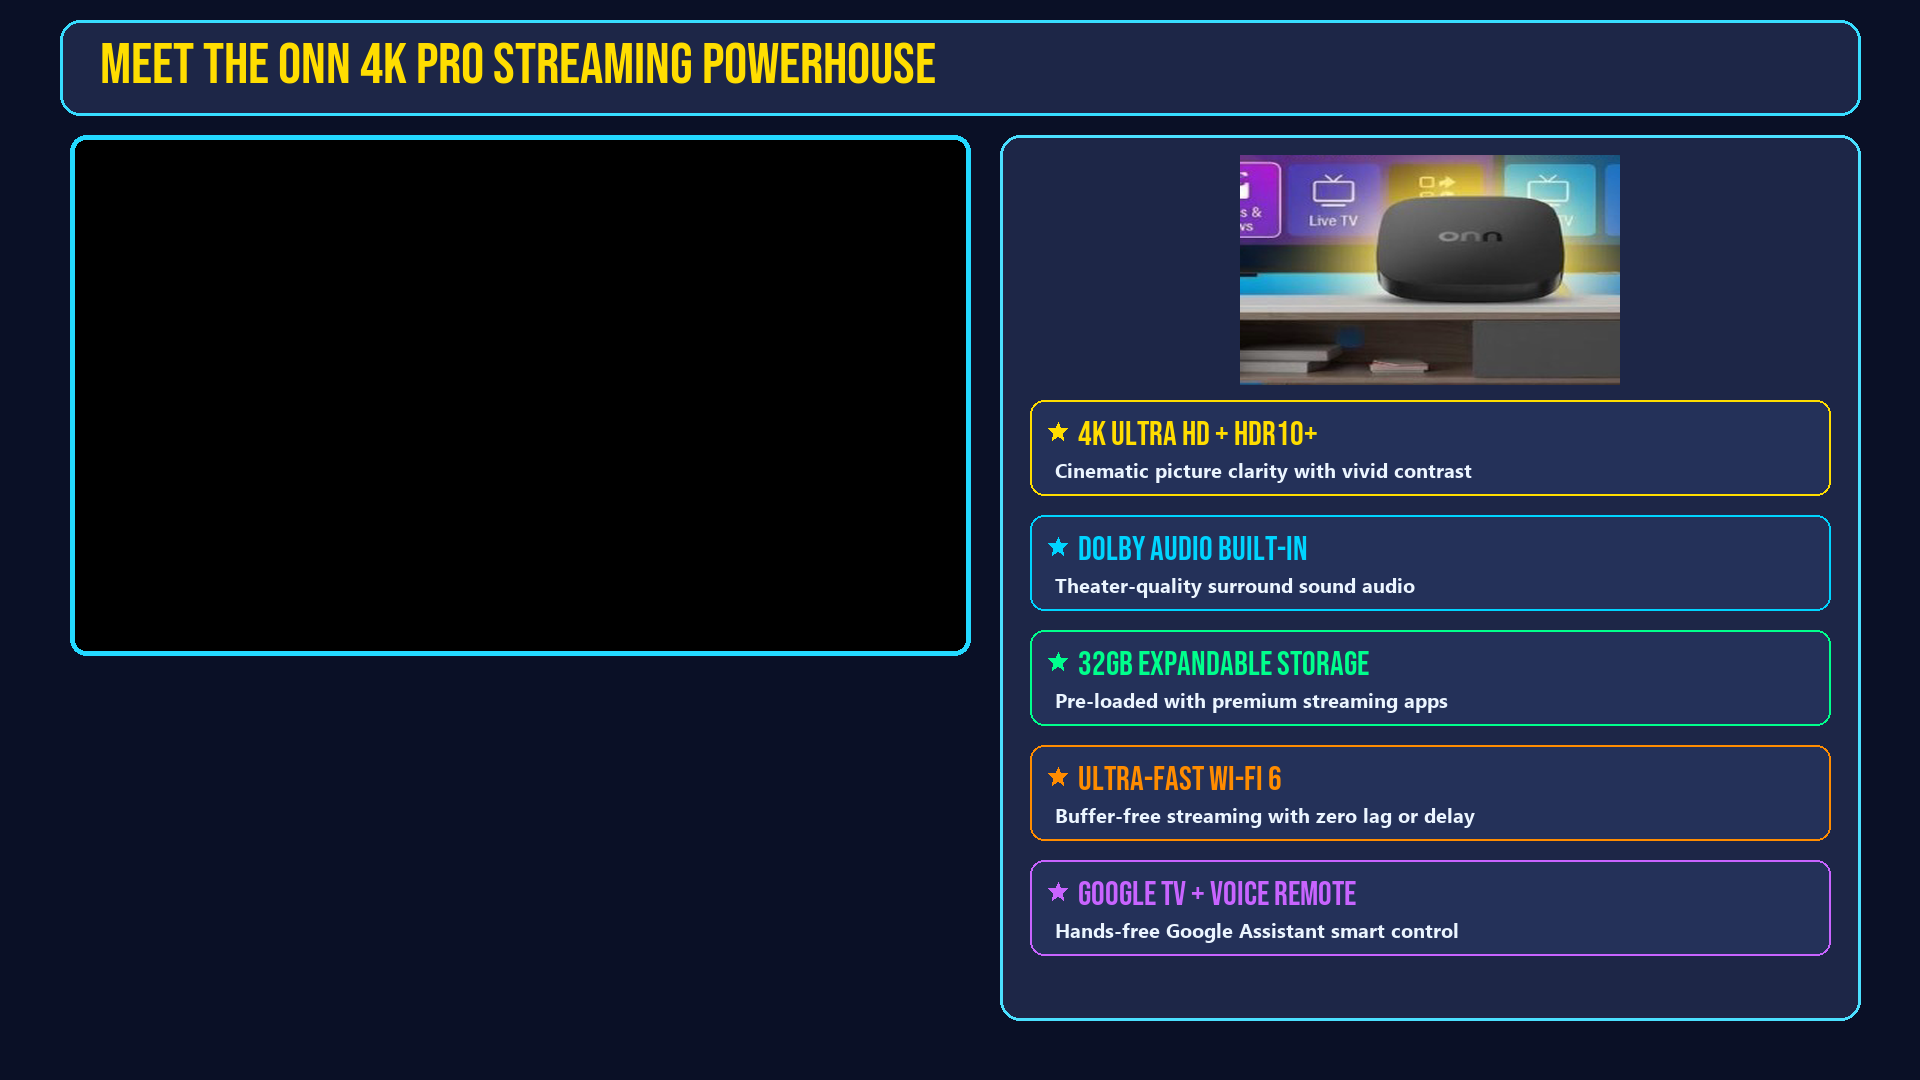 MEET THE ONN 4K PRO STREAMING POWERHOUSE
s &
ws
Live TV
TV
onn
4K ULTRA HD + HDR10+
Cinematic picture clarity with vivid contrast
DOLBY AUDIO BUILT-IN
Theater-quality surround sound audio
32GB EXPANDABLE STORAGE
Pre-loaded with premium streaming apps
ULTRA-FAST WI-FI 6
Buffer-free streaming with zero lag or delay
GOOGLE TV + VOICE REMOTE
Hands-free Google Assistant smart control